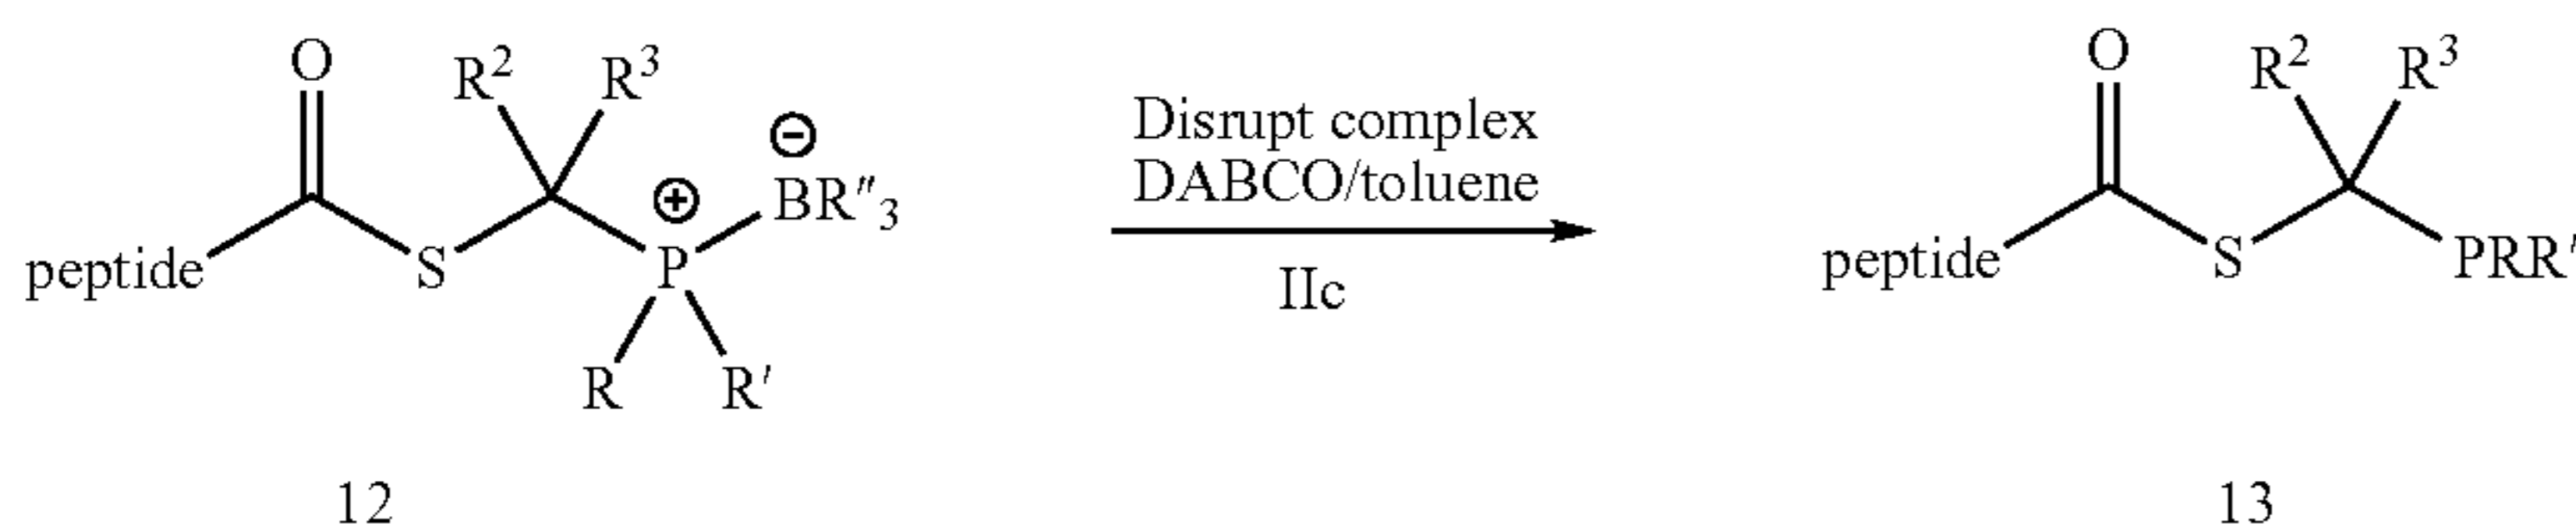 O
R² R³
⊖
⊕ BR″₃
peptide S P
R R′
12
Disrupt complex
DABCO/toluene
IIc
O
R² R³
peptide S PRR′
13